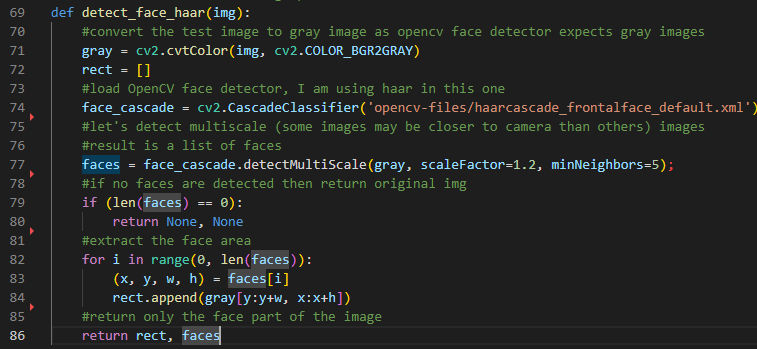 69 def detect_face_haar(img):
70 #convert the test image to gray image as opencv face detector expects gray images
71 gray = cv2.cvtColor(img, cv2.COLOR_BGR2GRAY)
72 rect = []
73 #load OpenCV face detector, I am using haar in this one
74 face_cascade = cv2.CascadeClassifier('opencv-files/haarcascade_frontalface_default.xml')
75 #let's detect multiscale (some images may be closer to camera than others) images
76 #result is a list of faces
77 faces = face_cascade.detectMultiScale(gray, scaleFactor=1.2, minNeighbors=5);
78 #if no faces are detected then return original img
79 if (len(faces) == 0):
80 return None, None
81 #extract the face area
82 for i in range(0, len(faces)):
83 (x, y, w, h) = faces[i]
84 rect.append(gray[y:y+w, x:x+h])
85 #return only the face part of the image
86 return rect, faces